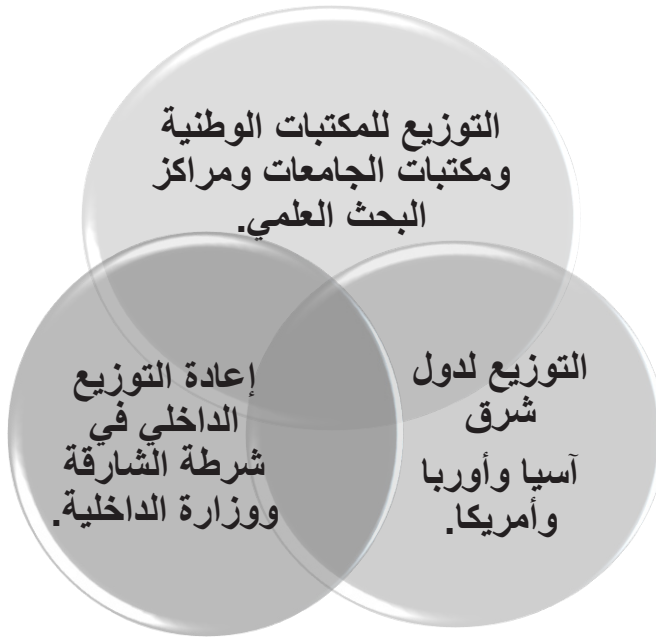 التوزيع للمكتبات الوطنية
ومكتبات الجامعات ومراكز
البحث العلمي.
التوزيع لدول
شرق
آسيا وأوربا
وأمريكا.
إعادة التوزيع
الداخلي في
شرطة الشارقة
ووزارة الداخلية.